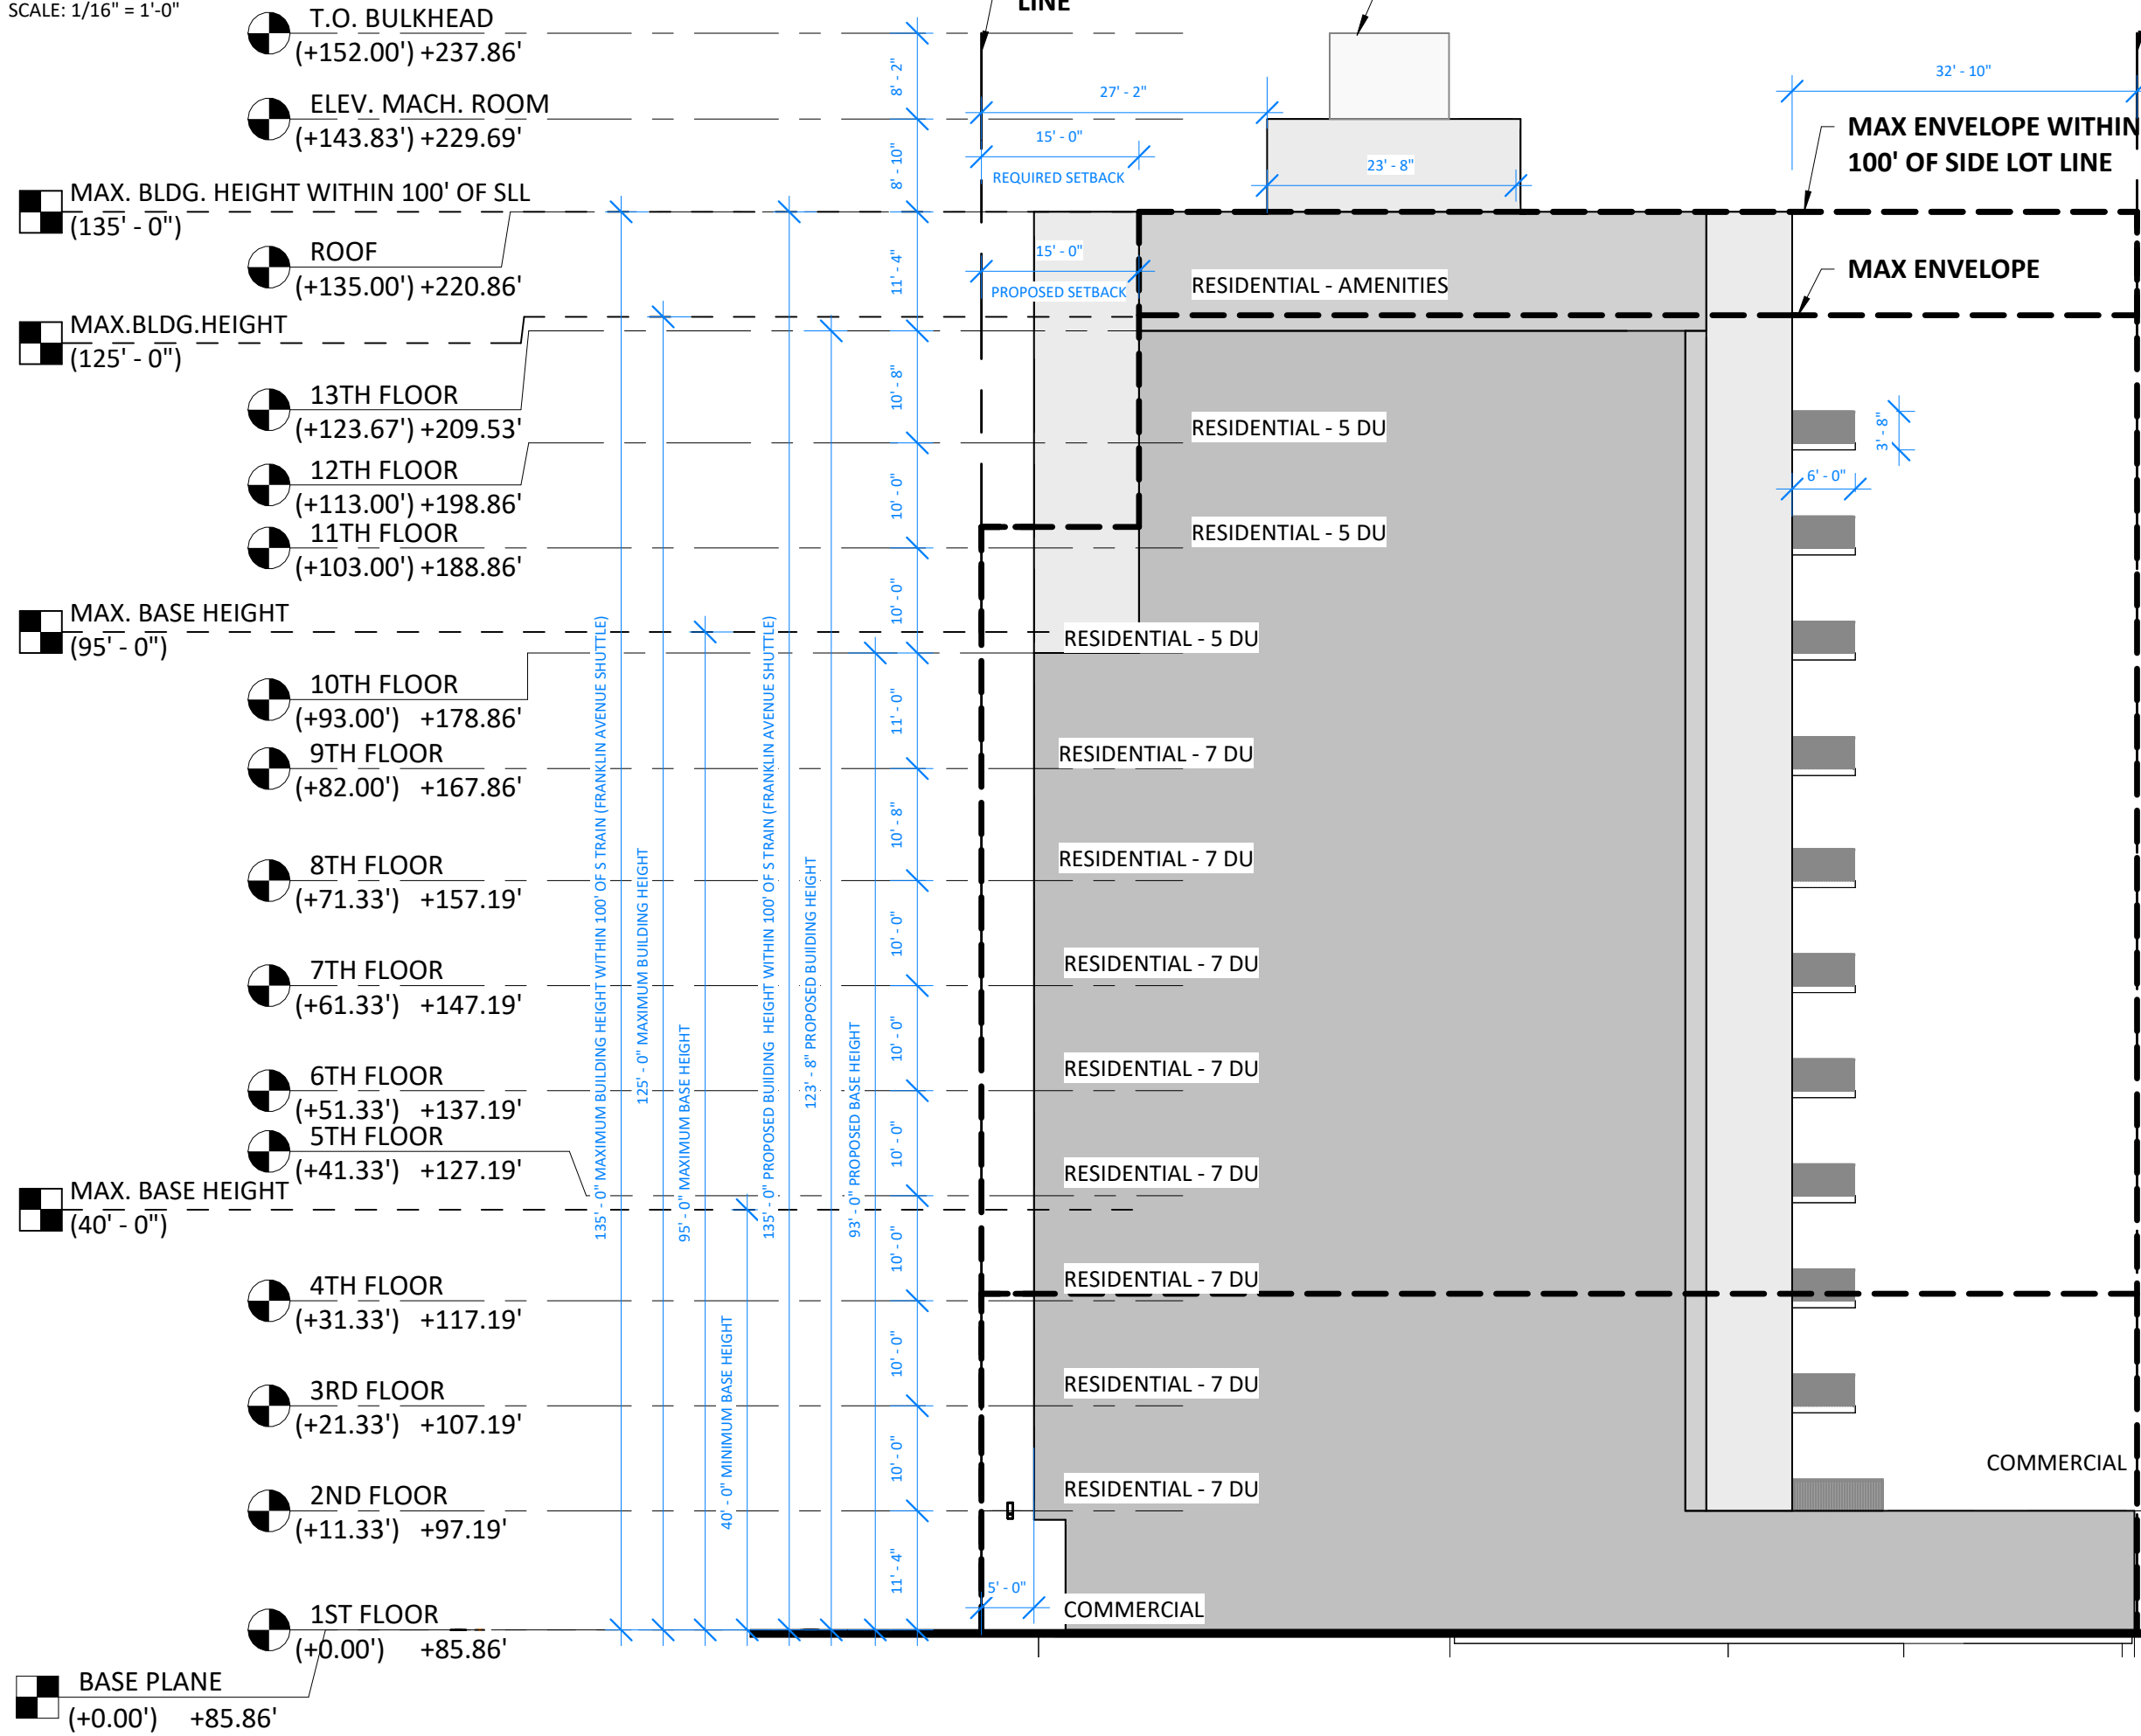 SCALE: 1/16" = 1'-0"
LINE
T.O. BULKHEAD
(+152.00') +237.86'
ELEV. MACH. ROOM
(+143.83') +229.69'
MAX. BLDG. HEIGHT WITHIN 100' OF SLL
(135' - 0")
ROOF
(+135.00') +220.86'
MAX.BLDG.HEIGHT
(125' - 0")
13TH FLOOR
(+123.67') +209.53'
12TH FLOOR
(+113.00') +198.86'
11TH FLOOR
(+103.00') +188.86'
MAX. BASE HEIGHT
(95' - 0")
10TH FLOOR
(+93.00') +178.86'
9TH FLOOR
(+82.00') +167.86'
8TH FLOOR
(+71.33') +157.19'
7TH FLOOR
(+61.33') +147.19'
6TH FLOOR
(+51.33') +137.19'
5TH FLOOR
(+41.33') +127.19'
MAX. BASE HEIGHT
(40' - 0")
4TH FLOOR
(+31.33') +117.19'
3RD FLOOR
(+21.33') +107.19'
2ND FLOOR
(+11.33') +97.19'
1ST FLOOR
(+0.00') +85.86'
BASE PLANE
(+0.00') +85.86'
135' - 0" MAXIMUM BUILDING HEIGHT WITHIN 100' OF S TRAIN (FRANKLIN AVENUE SHUTTLE)
125' - 0" MAXIMUM BUILDING HEIGHT
95' - 0" MAXIMUM BASE HEIGHT
40' - 0" MINIMUM BASE HEIGHT
135' - 0" PROPOSED BUIlDING HEIGHT WITHIN 100' OF S TRAIN (FRANKLIN AVENUE SHUTTLE)
123' - 8" PROPOSED BUIlDING HEIGHT
93' - 0" PROPOSED BASE HEIGHT
8' - 2"
8' - 10"
11' - 4"
10' - 8"
10' - 0"
10' - 0"
11' - 0"
10' - 8"
10' - 0"
10' - 0"
10' - 0"
10' - 0"
10' - 0"
10' - 0"
11' - 4"
27' - 2"
15' - 0"
REQUIRED SETBACK
23' - 8"
15' - 0"
PROPOSED SETBACK
32' - 10"
MAX ENVELOPE WITHIN
100' OF SIDE LOT LINE
MAX ENVELOPE
RESIDENTIAL - AMENITIES
RESIDENTIAL - 5 DU
3' - 8"
6' - 0"
RESIDENTIAL - 5 DU
RESIDENTIAL - 5 DU
RESIDENTIAL - 7 DU
RESIDENTIAL - 7 DU
RESIDENTIAL - 7 DU
RESIDENTIAL - 7 DU
RESIDENTIAL - 7 DU
RESIDENTIAL - 7 DU
RESIDENTIAL - 7 DU
COMMERCIAL
RESIDENTIAL - 7 DU
5' - 0"
COMMERCIAL